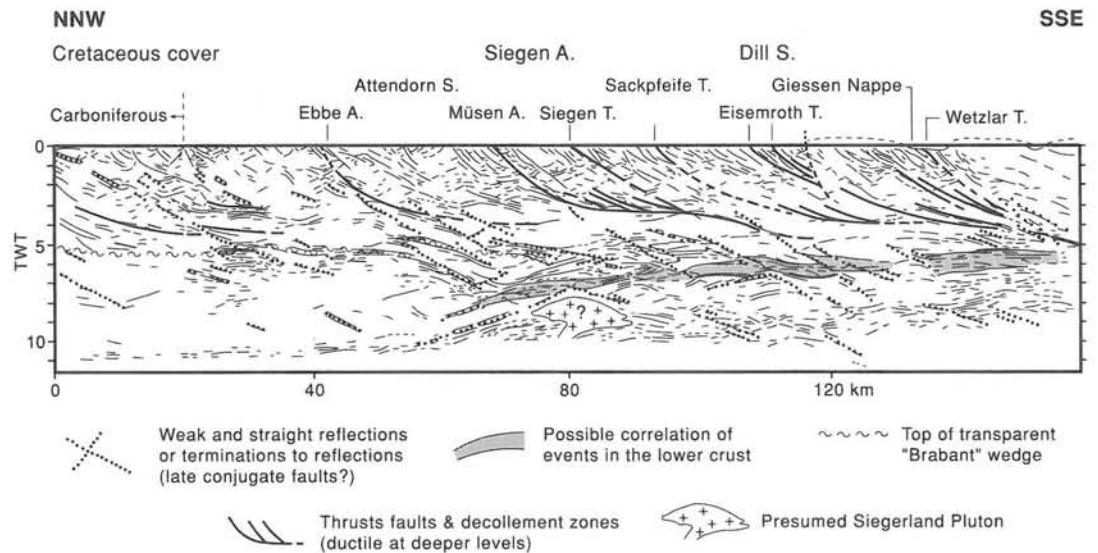 NNW
SSE
Cretaceous cover
Siegen A.
Dill S.
Attendorn S.
Sackpfeife T.
Giessen Nappe
Carboniferous
Ebbe A.
Müsen A.
Siegen T.
Eisemroth T.
Wetzlar T.
0
5
10
TWT
?
0
40
80
120 km
Weak and straight reflections
or terminations to reflections
(late conjugate faults?)
Possible correlation of
events in the lower crust
Top of transparent
"Brabant" wedge
Thrusts faults & decollement zones
(ductile at deeper levels)
Presumed Siegerland Pluton